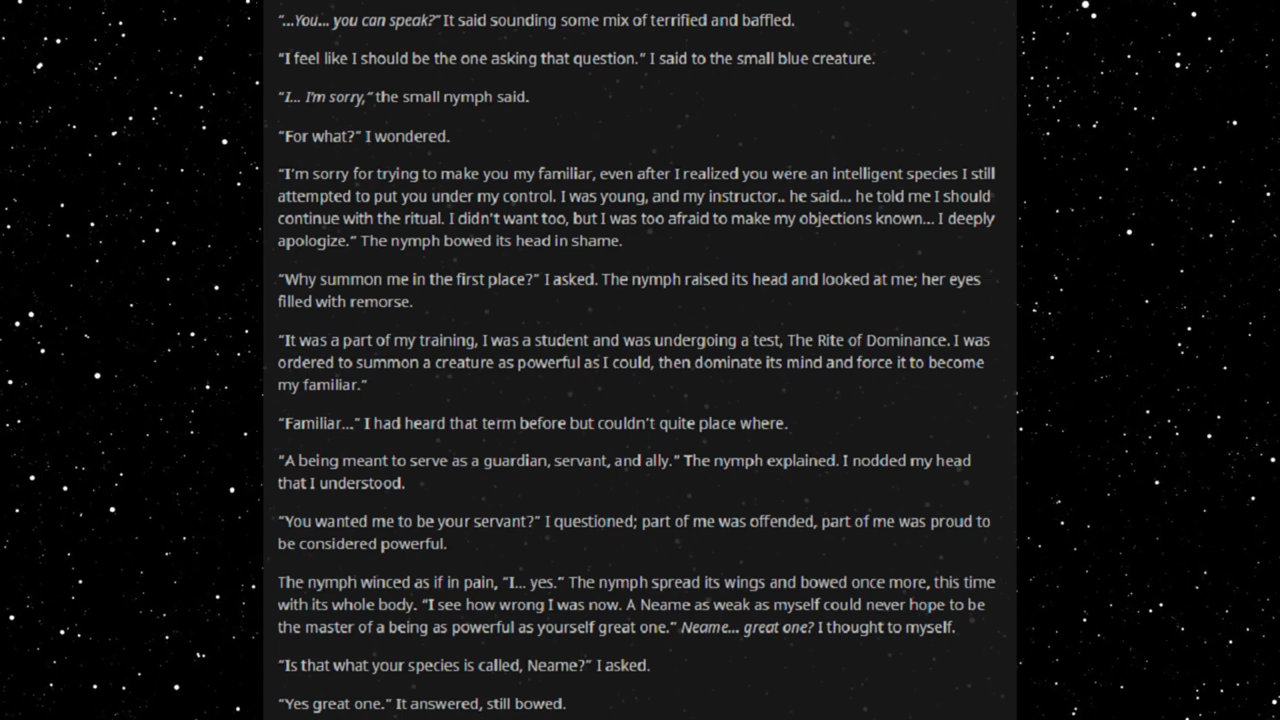 "...You... you can speak?" It said sounding some mix of terrified and baffled.
"I feel like I should be the one asking that question." I said to the small blue creature.
"I... I'm sorry," the small nymph said.
"For what?" I wondered.
"I'm sorry for trying to make you my familiar, even after I realized you were an intelligent species I still
attempted to put you under my control. I was young, and my instructor.. he said... he told me I should
continue with the ritual. I didn't want too, but I was too afraid to make my objections known... I deeply
apologize." The nymph bowed its head in shame.
"Why summon me in the first place?" I asked. The nymph raised its head and looked at me; her eyes
filled with remorse.
"It was a part of my training, I was a student and was undergoing a test, The Rite of Dominance. I was
ordered to summon a creature as powerful as I could, then dominate its mind and force it to become
my familiar."
"Familiar..." I had heard that term before but couldn't quite place where.
"A being meant to serve as a guardian, servant, and ally." The nymph explained. I nodded my head
that I understood.
"You wanted me to be your servant?" I questioned; part of me was offended, part of me was proud to
be considered powerful.
The nymph winced as if in pain, "I... yes." The nymph spread its wings and bowed once more, this time
with its whole body. "I see how wrong I was now. A Neame as weak as myself could never hope to be
the master of a being as powerful as yourself great one." Neame... great one? I thought to myself.
"Is that what your species is called, Neame?" I asked.
"Yes great one." It answered, still bowed.